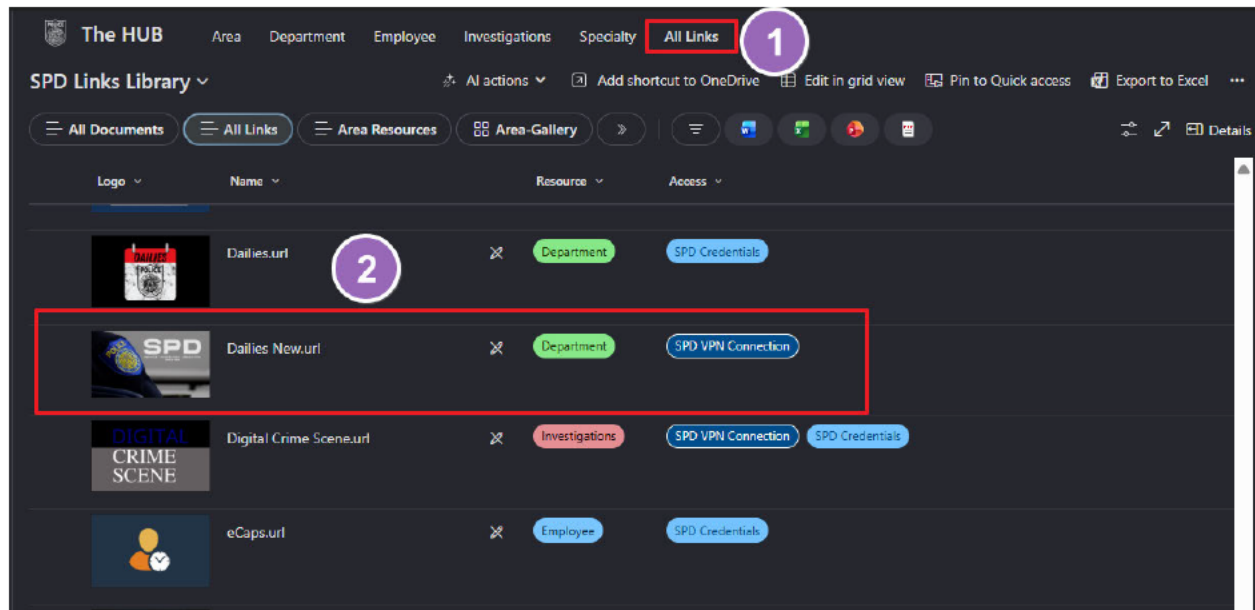 The HUB
Area Department Employee Investigations Specialty All Links
1
SPD Links Library
AI actions Add shortcut to OneDrive Edit in grid view Pin to Quick access Export to Excel ...
All Documents All Links Area Resources Area-Gallery
Details
Logo Name Resource Access
DAILIES
POLICE
Dailies.url Department SPD Credentials
2
SPD
Dailies New.url Department SPD VPN Connection
DIGITAL
CRIME
SCENE
Digital Crime Scene.url Investigations SPD VPN Connection SPD Credentials
eCaps.url Employee SPD Credentials